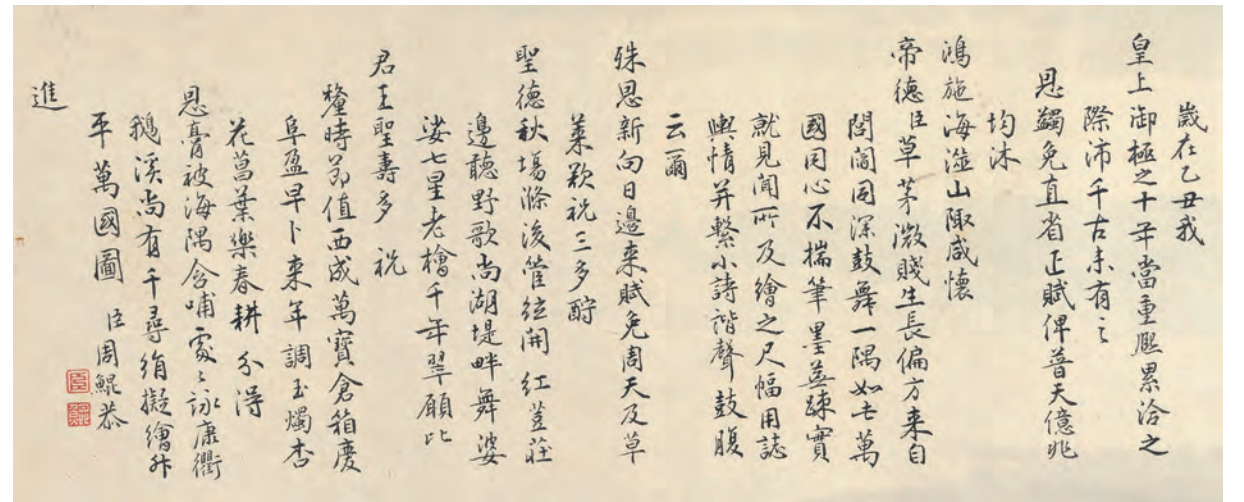 歲在乙丑我
皇上御極之十年當重熙累洽之
際沛千古未有之
恩蠲免直省正賦俾普天億兆
均沐
鴻施海澨山陬咸懷
帝德臣草茅微賤生長偏方来自
閭閻固深鼓舞一隅如七萬
國同心不揣筆墨蕪疎實
就見聞所及繪之尺幅用誌
輿情并繫小詩諧聲鼓腹
云爾
殊恩新向日邊来賦免周天及草
萊歡祝三多酹
聖德秋場滌後管絃開 紅荳莊
邊聽野歌尚湖堤畔舞婆
娑七星老檜千年翠願比
君王聖壽多 祝
釐時節值西成萬寶倉箱慶
阜盈早卜来年調玉燭杏
花菖葉樂春耕 分得
恩膏被海隅含哺處々詠康衢
鵝溪尚有千尋絹擬繪昇
平萬國圖 臣周鯤恭
進
臣
鯤